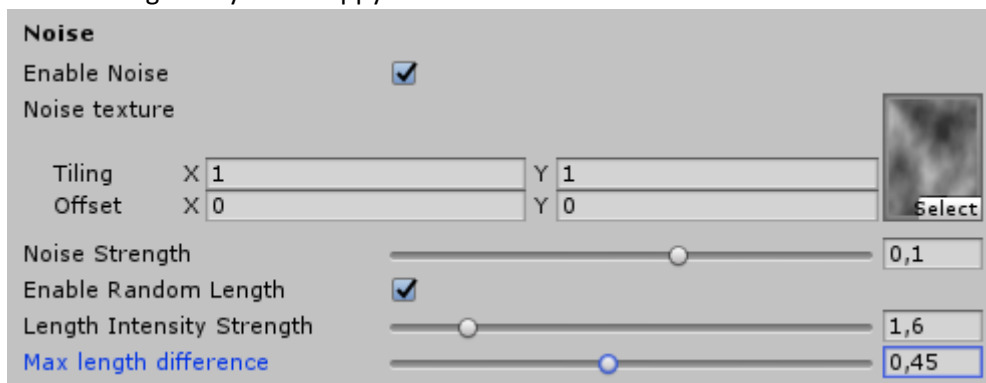 Noise
Enable Noise
Noise texture
Tiling X 1 Y 1
Offset X 0 Y 0
Select
Noise Strength 0,1
Enable Random Length
Length Intensity Strength 1,6
Max length difference 0,45